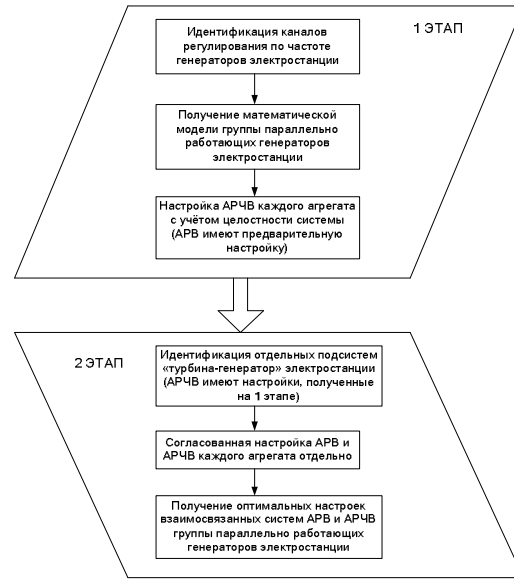 1 ЭТАП
Идентификация каналов
регулирования по частоте
генераторов электростанции
Получение математической
модели группы параллельно
работающих генераторов
электростанции
Настройка АРЧВ каждого агрегата
с учётом целостности системы
(АРВ имеют предварительную
настройку)
2 ЭТАП
Идентификация отдельных подсистем
«турбина-генератор» электростанции
(АРЧВ имеют настройки, полученные
на 1 этапе)
Согласованная настройка АРВ и
АРЧВ каждого агрегата отдельно
Получение оптимальных настроек
взаимосвязанных систем АРВ и АРЧВ
группы параллельно работающих
генераторов электростанции